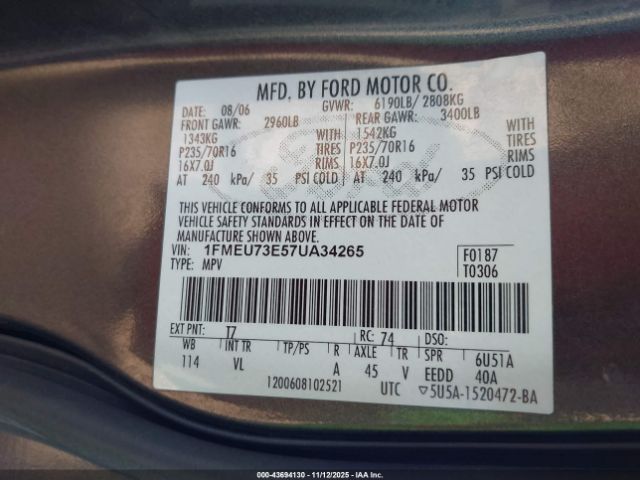 MFD. BY FORD MOTOR CO.
DATE: 08/06 GVWR: 6190LB/ 2808KG
FRONT GAWR: 2960LB REAR GAWR: 3400LB
1343KG WITH 1542KG WITH
P235/70R16 TIRES P235/70R16 TIRES
16X7.0J RIMS 16X7.0J RIMS
AT 240 kPa/ 35 PSI COLD AT 240 kPa/ 35 PSI COLD
THIS VEHICLE CONFORMS TO ALL APPLICABLE FEDERAL MOTOR
VEHICLE SAFETY STANDARDS IN EFFECT ON THE DATE OF
MANUFACTURE SHOWN ABOVE.
VIN: 1FMEU73E57UA34265 F0187
TYPE: MPV T0306
EXT PNT: T7 RC: 74 DSO:
WB INT TR TP/PS R AXLE TR SPR 6U51A
114 VL A 45 V EEDD 40A
1200608102521 UTC ▽5U5A-1520472-BA
000-43694130 - 11/12/2025 - IAAI.com